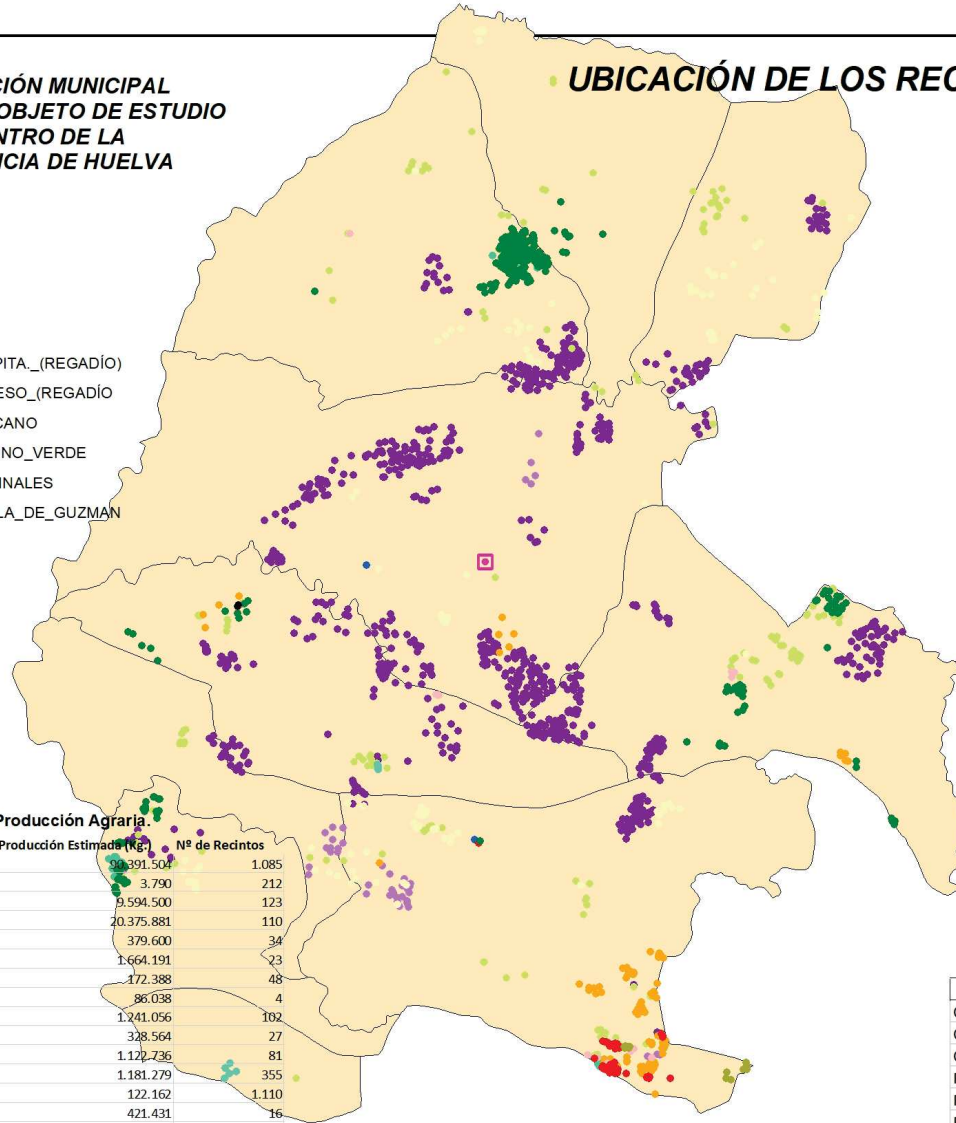 CIÓN MUNICIPAL
OBJETO DE ESTUDIO
NTRO DE LA
NCIA DE HUELVA
UBICACIÓN DE LOS REC
PITA._(REGADÍO)
ESO_(REGADÍO
CANO
NO_VERDE
INALES
LA_DE_GUZMAN
Producción Agraria.
Producción Estimada (Kg.) Nº de Recintos
90.391.504 1.085
3.790 212
9.594.500 123
20.375.881 110
379.600 34
1.664.191 23
172.388 48
86.038 4
1.241.056 102
328.564 27
1.122.736 81
1.181.279 355
122.162 1.110
421.431 16